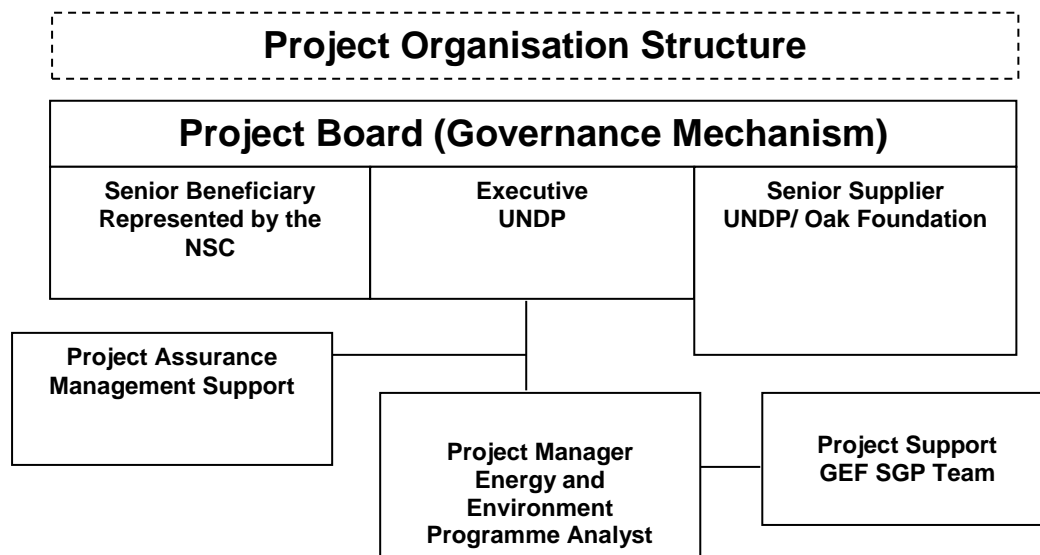 Project Organisation Structure
Project Board (Governance Mechanism)
Senior Beneficiary
Represented by the
NSC
Executive
UNDP
Senior Supplier
UNDP/ Oak Foundation
Project Assurance
Management Support
Project Manager
Energy and
Environment
Programme Analyst
Project Support
GEF SGP Team